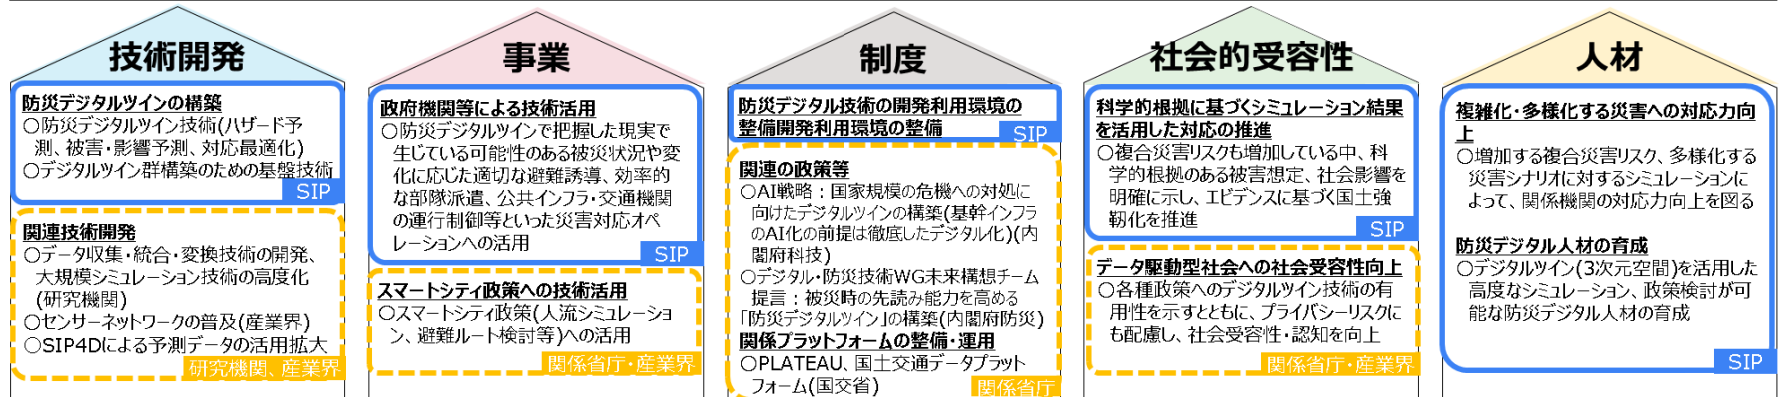 技術開発
防災デジタルツインの構築
○防災デジタルツイン技術(ハザード予
測、被害・影響予測、対応最適化)
○デジタルツイン群構築のための基盤技術
SIP
関連技術開発
○データ収集・統合・変換技術の開発、
大規模シミュレーション技術の高度化
(研究機関)
○センサーネットワークの普及(産業界)
○SIP4Dによる予測データの活用拡大
研究機関、産業界
事業
政府機関等による技術活用
○防災デジタルツインで把握した現実で
生じている可能性のある被災状況や変
化に応じた適切な避難誘導、効率的
な部隊派遣、公共インフラ・交通機関
の運行制御等といった災害対応オペ
レーションへの活用
SIP
スマートシティ政策への技術活用
○スマートシティ政策(人流シミュレーショ
ン、避難ルート検討等)への活用
関係省庁・産業界
制度
防災デジタル技術の開発利用環境の
整備開発利用環境の整備
SIP
関連の政策等
○AI戦略：国家規模の危機への対処に
向けたデジタルツインの構築(基幹インフラ
のAI化の前提は徹底したデジタル化)(内
閣府科技)
○デジタル・防災技術WG未来構想チーム
提言：被災時の先読み能力を高める
「防災デジタルツイン」の構築(内閣府防災)
関係プラットフォームの整備・運用
○PLATEAU、国土交通データプラット
フォーム(国交省)
関係省庁
社会的受容性
科学的根拠に基づくシミュレーション結果
を活用した対応の推進
○複合災害リスクも増加している中、科
学的根拠のある被害想定、社会影響を
明確に示し、エビデンスに基づく国土強
靭化を推進
SIP
データ駆動型社会への社会受容性向上
○各種政策へのデジタルツイン技術の有
用性を示すとともに、プライバシーリスクに
も配慮し、社会受容性・認知を向上
関係省庁・産業界
人材
複雑化・多様化する災害への対応力向
上
○増加する複合災害リスク、多様化する
災害シナリオに対するシミュレーションに
よって、関係機関の対応力向上を図る
防災デジタル人材の育成
○デジタルツイン(3次元空間)を活用した
高度なシミュレーション、政策検討が可
能な防災デジタル人材の育成
SIP